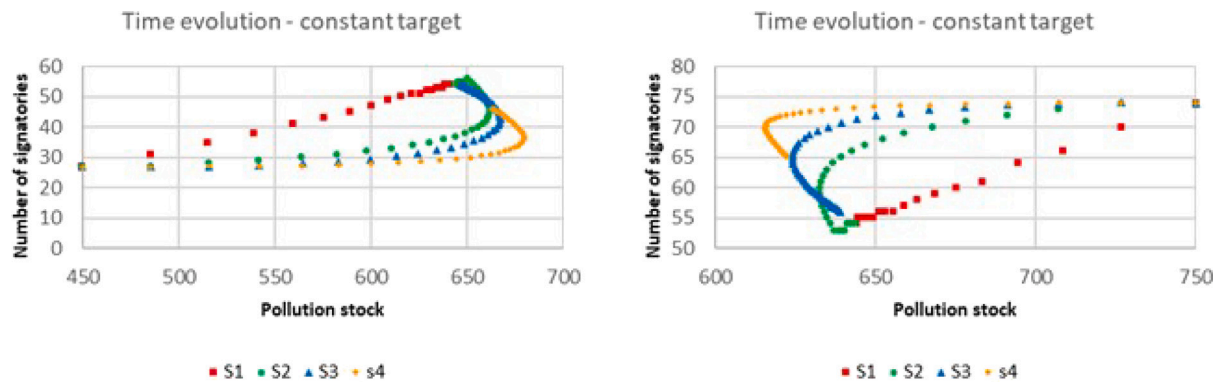 Time evolution - constant target
Number of signatories
60
50
40
30
20
10
0
450 500 550 600 650 700
Pollution stock
S1 S2 S3 s4
Time evolution - constant target
Number of signatories
80
75
70
65
60
55
50
600 650 700 750
Pollution stock
S1 S2 S3 s4